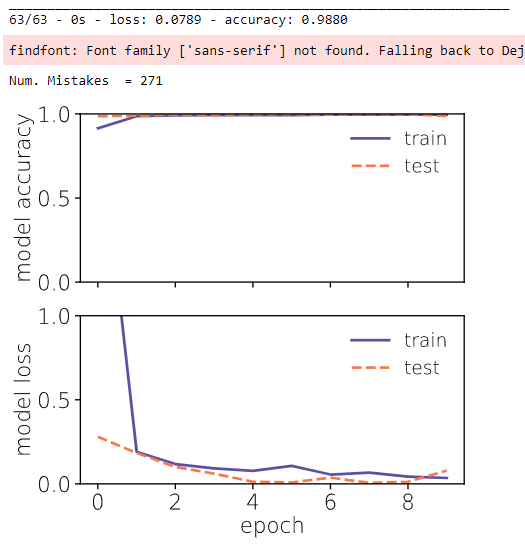 63/63 - 0s - loss: 0.0789 - accuracy: 0.9880
findfont: Font family ['sans-serif'] not found. Falling back to Dej
Num. Mistakes  = 271
model accuracy
1.0
0.5
0.0
train
test
model loss
1.0
0.5
0.0
train
test
0 2 4 6 8
epoch